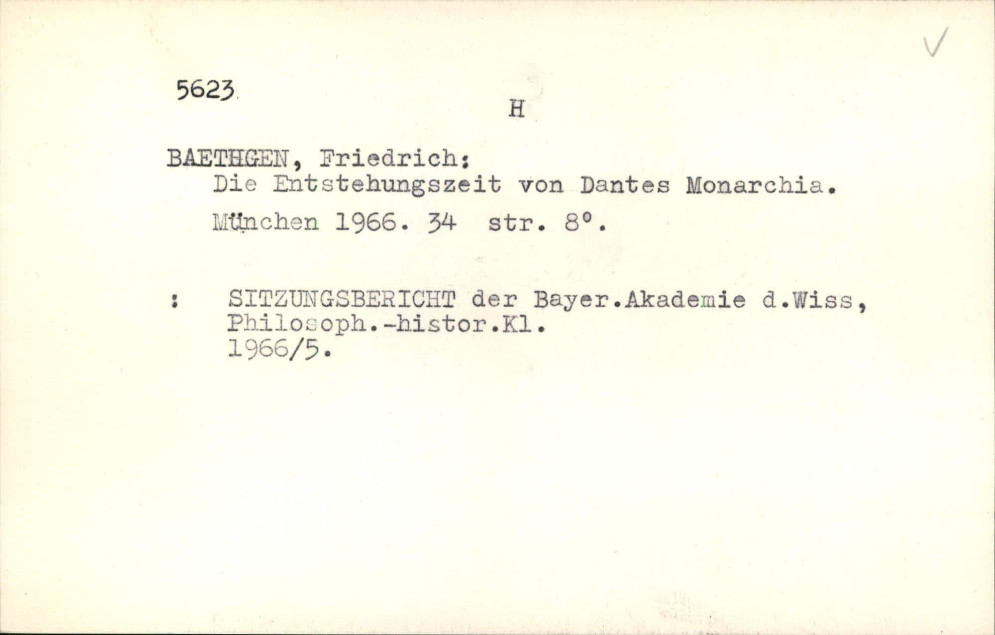 5623
H
BAETHGEN, Friedrich:
Die Entstehungszeit von Dantes Monarchia.
München 1966. 34 str. 8°.
: SITZUNGSBERICHT der Bayer.Akademie d.Wiss,
Philosoph.-histor.Kl.
1966/5.